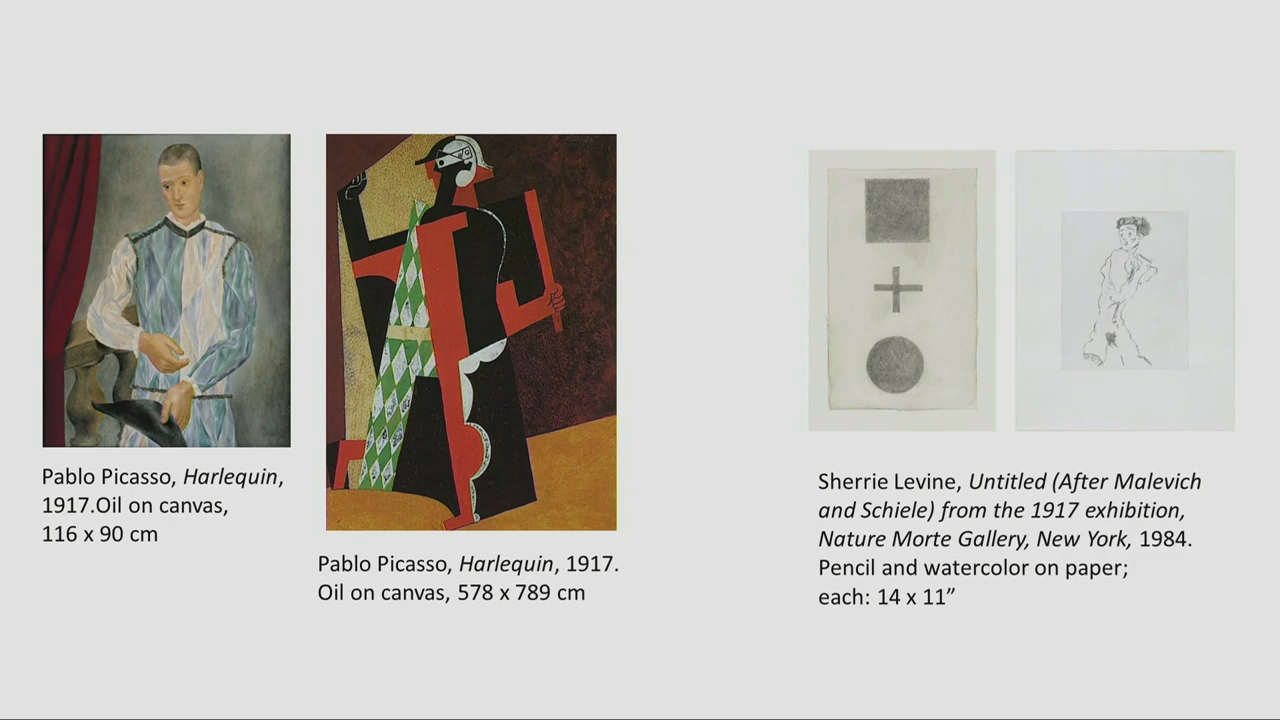 Pablo Picasso, Harlequin,
1917.Oil on canvas,
116 x 90 cm
Pablo Picasso, Harlequin, 1917.
Oil on canvas, 578 x 789 cm
Sherrie Levine, Untitled (After Malevich
and Schiele) from the 1917 exhibition,
Nature Morte Gallery, New York, 1984.
Pencil and watercolor on paper;
each: 14 x 11”